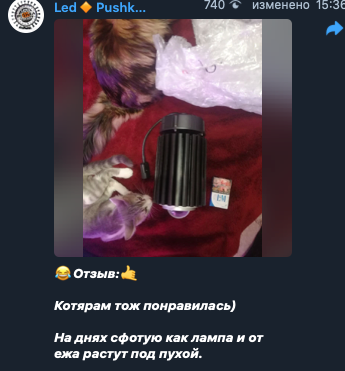 Led🔸Pushk...
740 изменено 15:36
😂Отзыв:🤙
Котярам тож понравилась)
На днях сфотую как лампа и от
ежа растут под пухой.